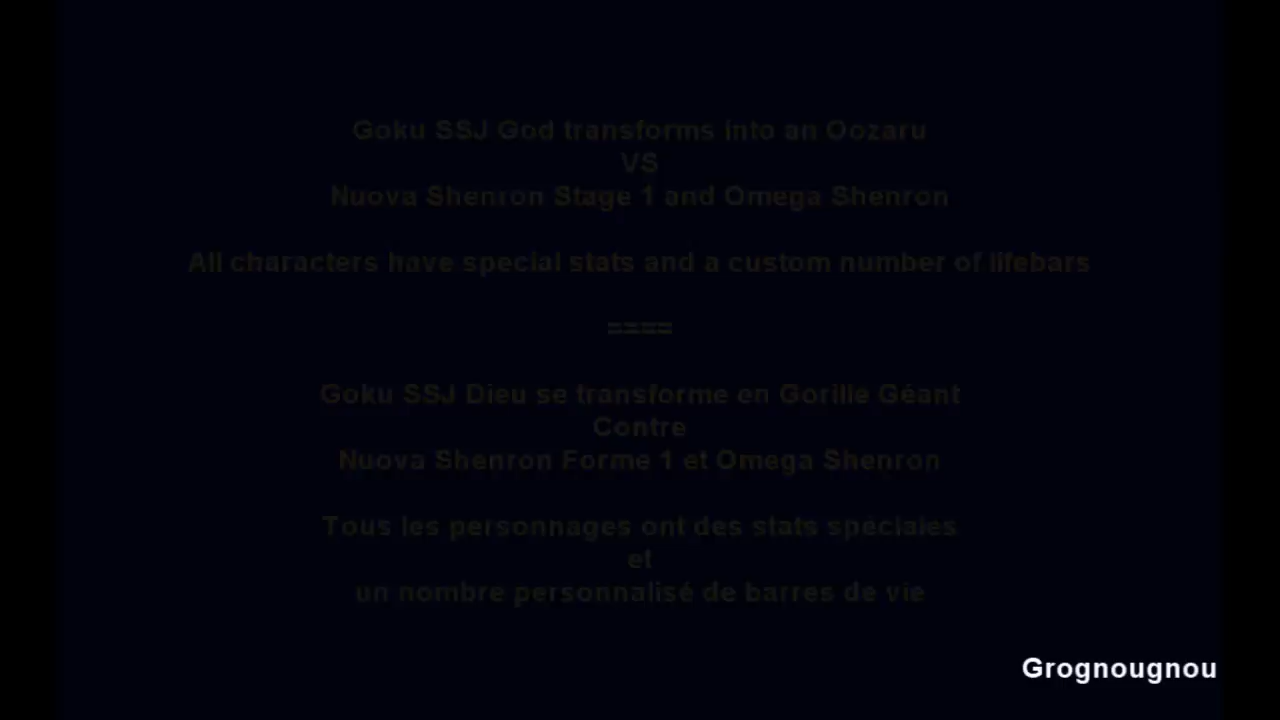 Goku SSJ God transforms into an Oozaru
VS
Nuova Shenron Stage 1 and Omega Shenron
All characters have special stats and a custom number of lifebars
====
Goku SSJ Dieu se transforme en Gorille Géant
Contre
Nuova Shenron Forme 1 et Omega Shenron
Tous les personnages ont des stats spéciales
et
un nombre personnalisé de barres de vie
Grognougnou